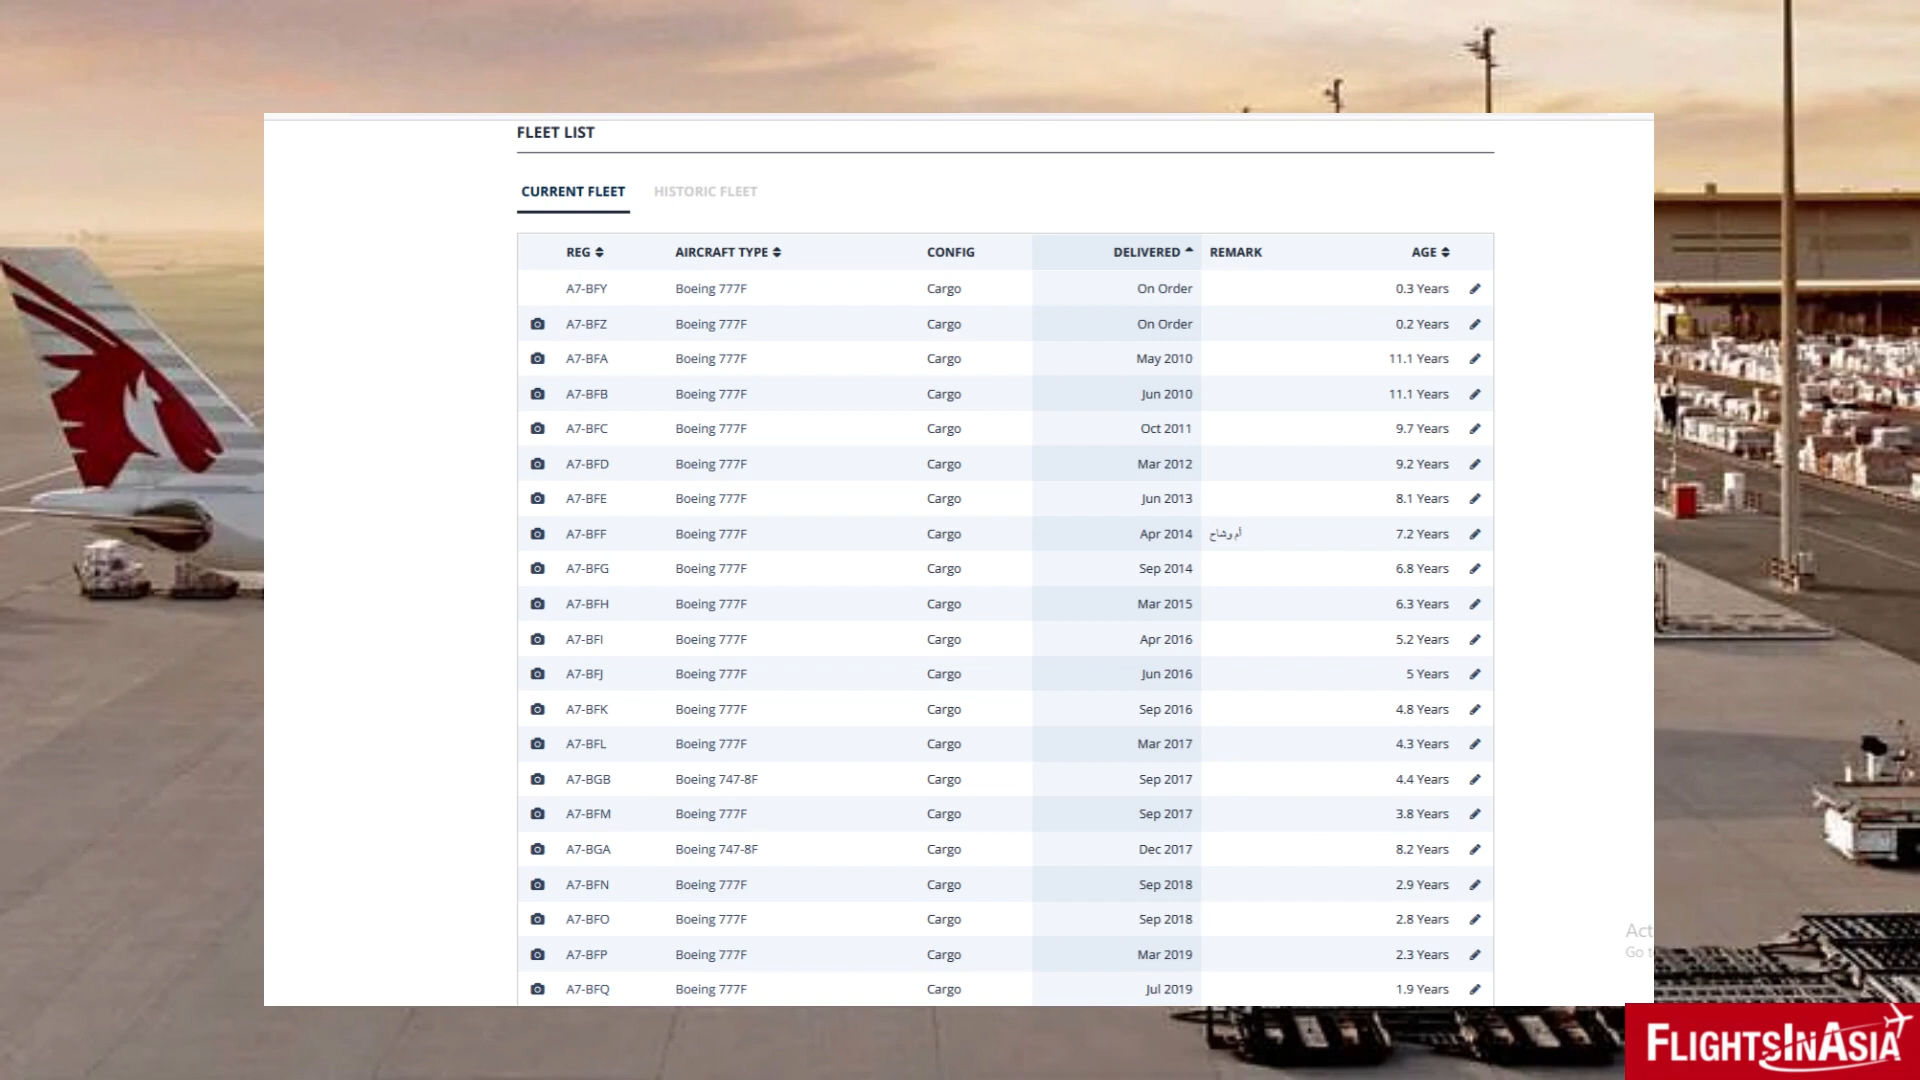 FLEET LIST
CURRENT FLEET HISTORIC FLEET
REG AIRCRAFT TYPE CONFIG DELIVERED REMARK AGE
A7-BFY Boeing 777F Cargo On Order 0.3 Years
A7-BFZ Boeing 777F Cargo On Order 0.2 Years
A7-BFA Boeing 777F Cargo May 2010 11.1 Years
A7-BFB Boeing 777F Cargo Jun 2010 11.1 Years
A7-BFC Boeing 777F Cargo Oct 2011 9.7 Years
A7-BFD Boeing 777F Cargo Mar 2012 9.2 Years
A7-BFE Boeing 777F Cargo Jun 2013 8.1 Years
A7-BFF Boeing 777F Cargo Apr 2014 أم وشاح 7.2 Years
A7-BFG Boeing 777F Cargo Sep 2014 6.8 Years
A7-BFH Boeing 777F Cargo Mar 2015 6.3 Years
A7-BFI Boeing 777F Cargo Apr 2016 5.2 Years
A7-BFJ Boeing 777F Cargo Jun 2016 5 Years
A7-BFK Boeing 777F Cargo Sep 2016 4.8 Years
A7-BFL Boeing 777F Cargo Mar 2017 4.3 Years
A7-BGB Boeing 747-8F Cargo Sep 2017 4.4 Years
A7-BFM Boeing 777F Cargo Sep 2017 3.8 Years
A7-BGA Boeing 747-8F Cargo Dec 2017 8.2 Years
A7-BFN Boeing 777F Cargo Sep 2018 2.9 Years
A7-BFO Boeing 777F Cargo Sep 2018 2.8 Years
A7-BFP Boeing 777F Cargo Mar 2019 2.3 Years
A7-BFQ Boeing 777F Cargo Jul 2019 1.9 Years
Act
Go t
FLIGHTSINASIA